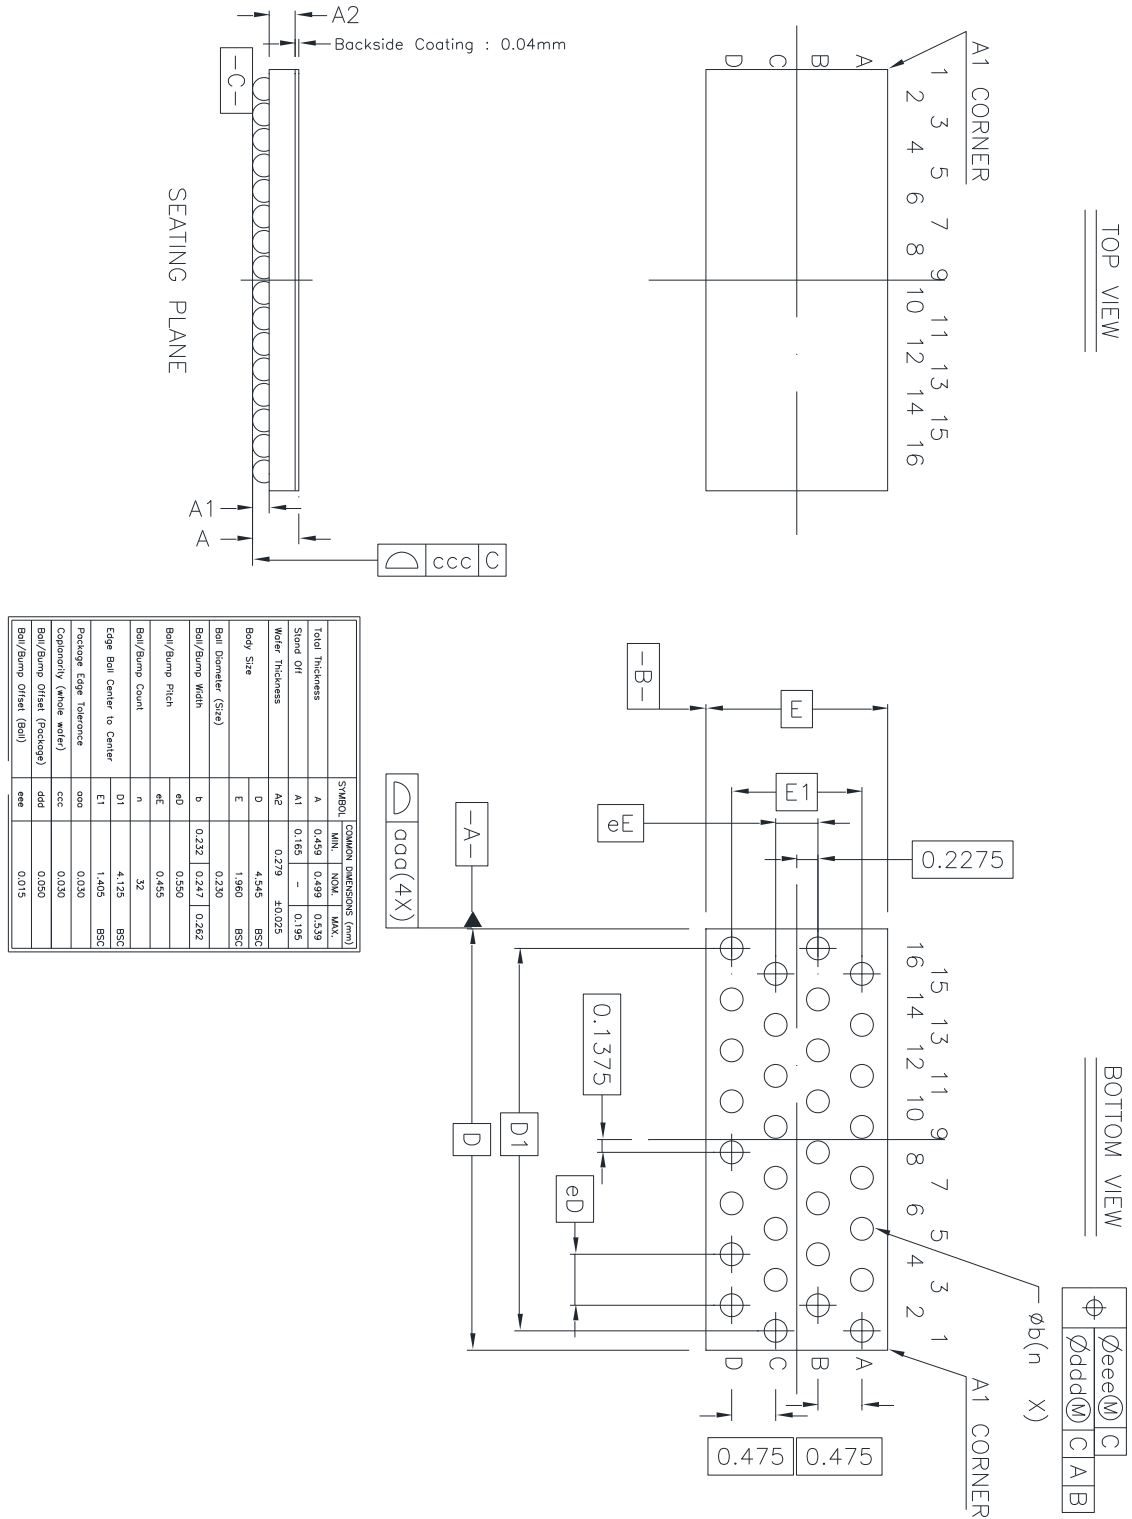 TOP VIEW
A1 CORNER
1 3 5 7 9 11 13 15
2 4 6 8 10 12 14 16
A
B
C
D
A2
Backside Coating : 0.04mm
-C-
SEATING PLANE
A1
A
ccc C
BOTTOM VIEW
Øeee Ⓜ C
Øddd Ⓜ C A B
Øb(n X)
A1 CORNER
16 14 12 10 8 6 4 2
15 13 11 9 7 5 3 1
A
B
C
D
-B-
E
E1
eE
0.2275
-A-
aaa(4X)
0.1375
D1
D
eD
0.475
0.475
SYMBOL COMMON DIMENSIONS (mm)
MIN. NOM. MAX.
Total Thickness A 0.459 0.499 0.539
Stand Off A1 0.165 - 0.195
Wafer Thickness A2 0.279 ±0.025
Body Size D 4.545 BSC
E 1.960 BSC
Ball Diameter (Size) 0.230
Ball/Bump Width b 0.232 0.247 0.262
Ball/Bump Pitch eD 0.550
eE 0.455
Ball/Bump Count n 32
Edge Ball Center to Center D1 4.125 BSC
E1 1.405 BSC
Package Edge Tolerance aaa 0.030
Coplanarity (whole wafer) ccc 0.030
Ball/Bump Offset (Package) ddd 0.050
Ball/Bump Offset (Ball) eee 0.015